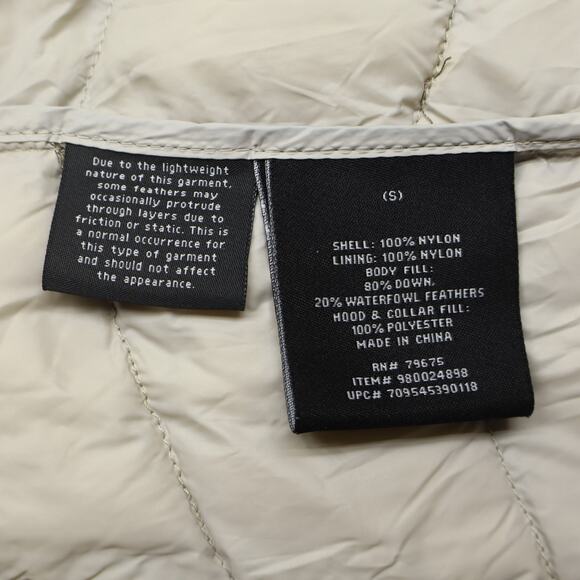 Due to the lightweight
nature of this garment,
some feathers may
occasionally protrude
through layers due to
friction or static. This is
a normal occurrence for
this type of garment
and should not affect
the appearance.
(S)
SHELL: 100% NYLON
LINING: 100% NYLON
BODY FILL:
80% DOWN,
20% WATERFOWL FEATHERS
HOOD & COLLAR FILL:
100% POLYESTER
MADE IN CHINA
RN# 79675
ITEM# 980024898
UPC# 709545390118